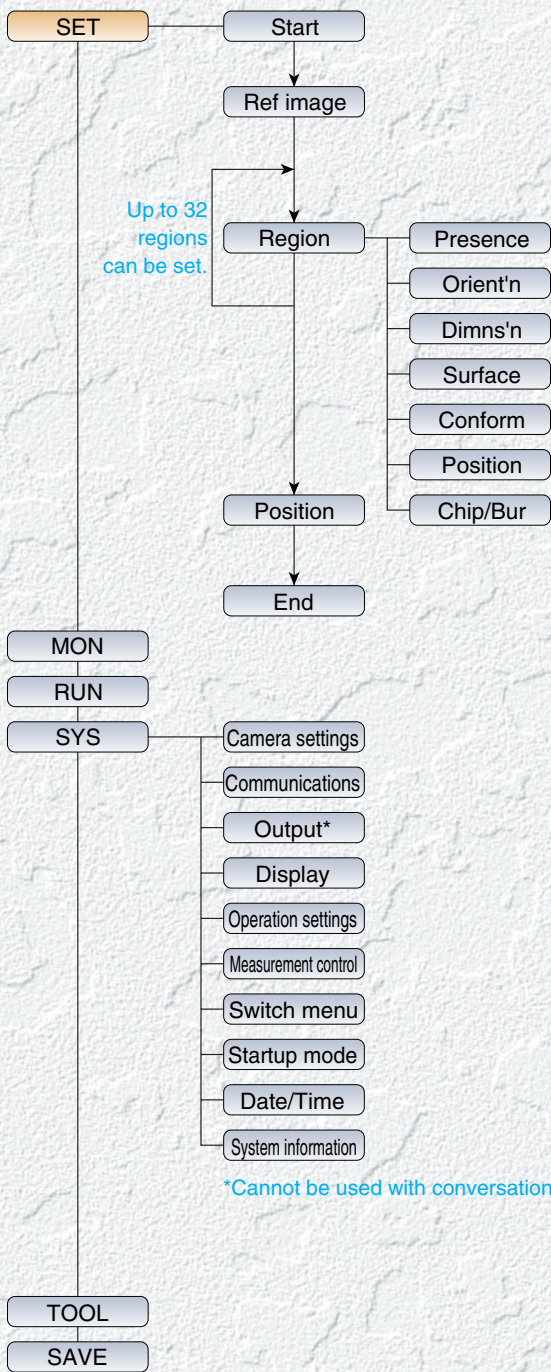 SET
Start
Ref image
Up to 32
regions
can be set.
Region
Presence
Orient'n
Dimns'n
Surface
Conform
Position
Chip/Bur
Position
End
MON
RUN
SYS
Camera settings
Communications
Output*
Display
Operation settings
Measurement control
Switch menu
Startup mode
Date/Time
System information
*Cannot be used with conversation
TOOL
SAVE